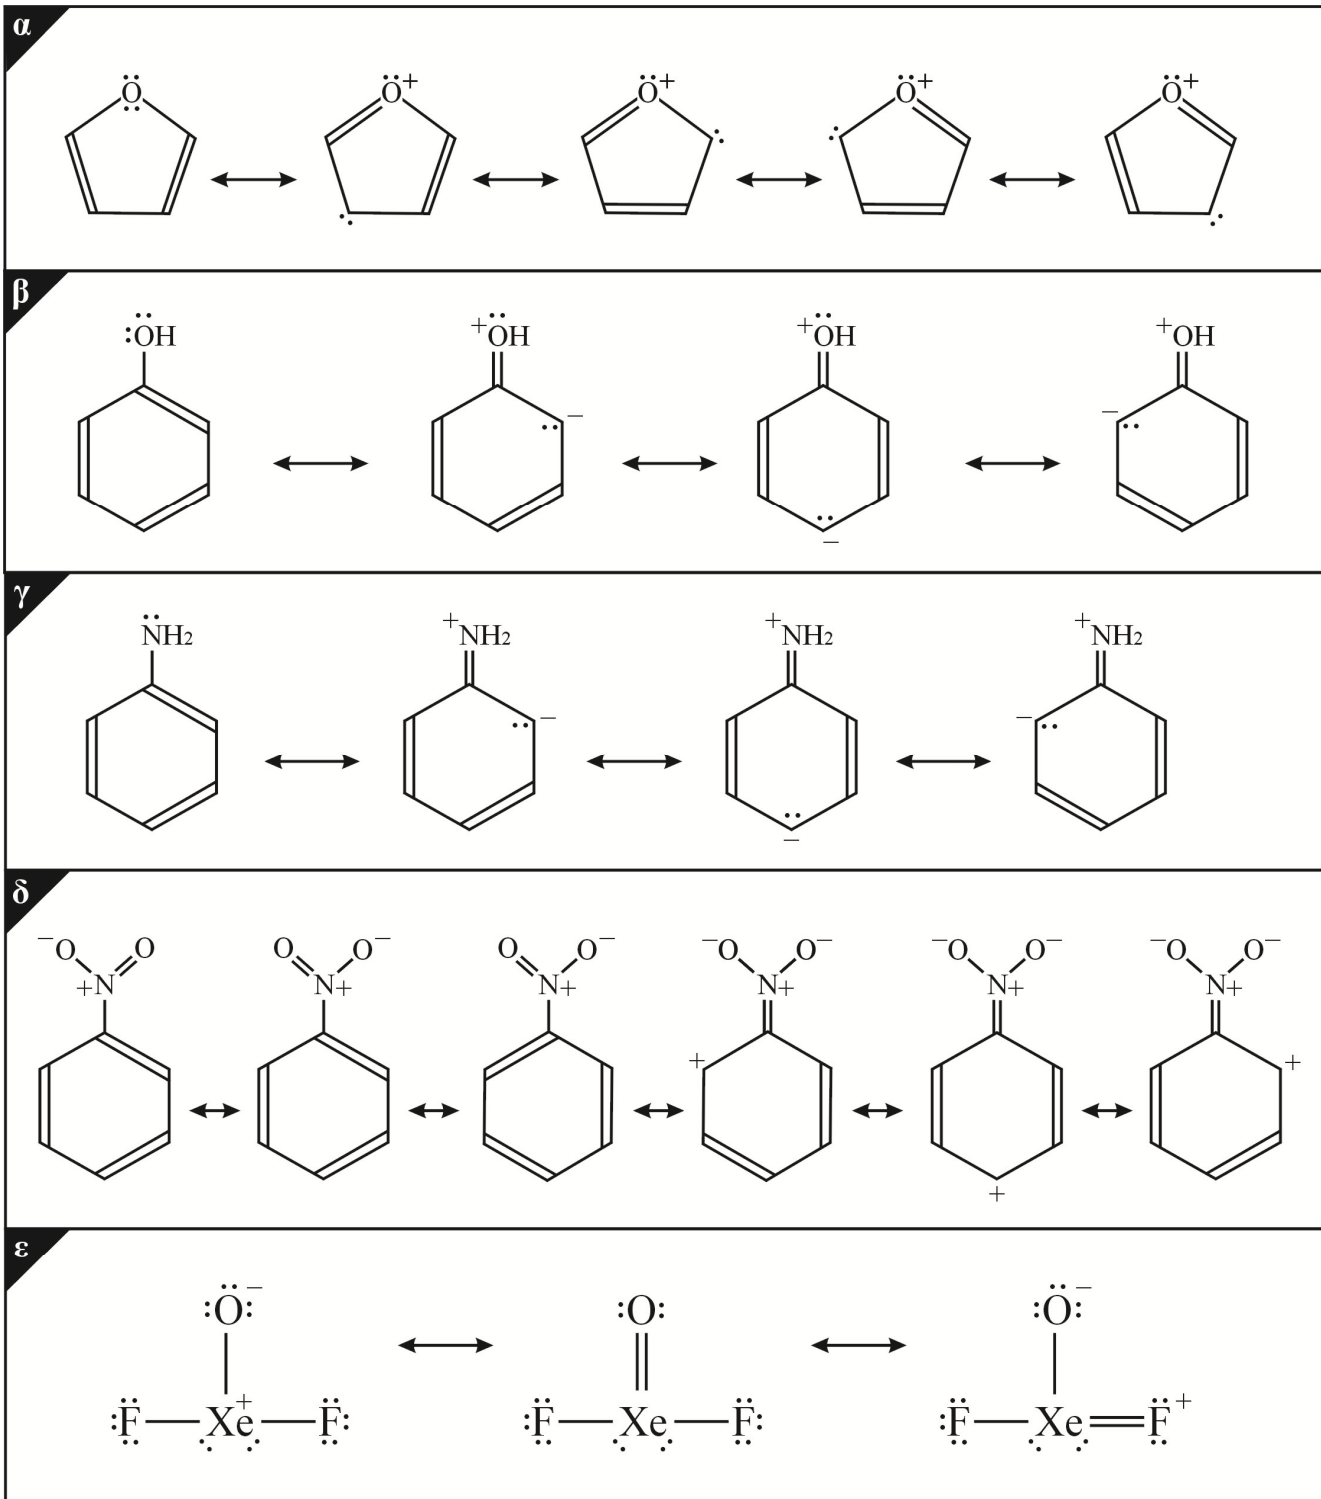 α
Ö Ö+ Ö+ Ö+ Ö+
β
:ÖH +ÖH +ÖH +OH
− − −
γ
NH2 +NH2 +NH2 +NH2
− − −
δ
−O O O O− O O− −O O− −O O− −O O−
+N N+ N+ N+ N+ N+
+ + +
ε
:O:− :O: :O:−
:F Xe+ F: :F Xe F: :F Xe F+